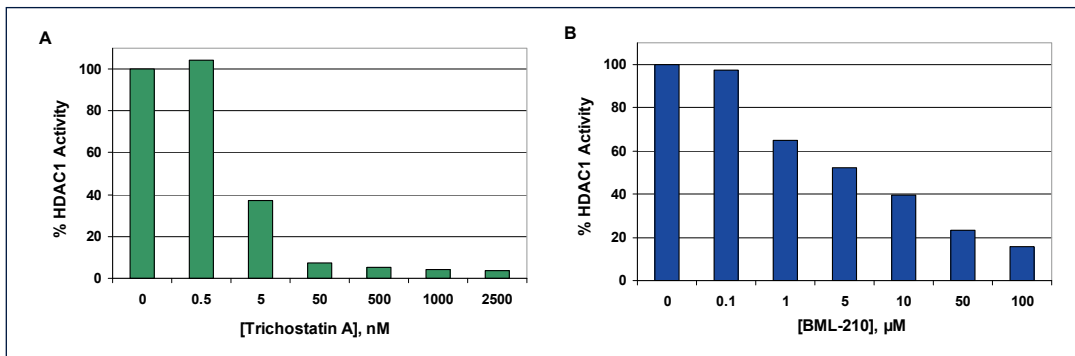 A
% HDAC1 Activity
100
80
60
40
20
0
0 0.5 5 50 500 1000 2500
[Trichostatin A], nM
B
% HDAC1 Activity
100
80
60
40
20
0
0 0.1 1 5 10 50 100
[BML-210], µM